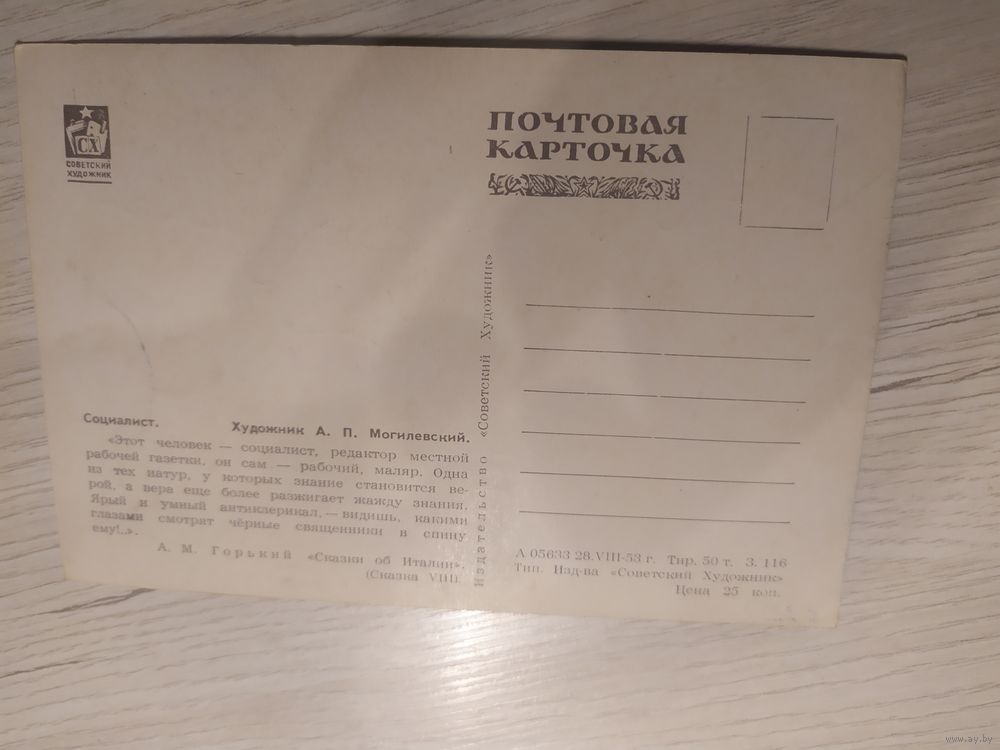 СХ
СОВЕТСКИЙ
ХУДОЖНИК
ПОЧТОВАЯ
КАРТОЧКА
Социалист. Художник А. П. Могилевский.
«Этот человек — социалист, редактор местной
рабочей газетки, он сам — рабочий, маляр. Одна
из тех натур, у которых знание становится ве-
рой, а вера еще более разжигает жажду знания.
Ярый и умный антиклерикал, — видишь, какими
глазами смотрят чёрные священники в спину
ему!..».
А. М. Горький «Сказки об Италии».
(Сказка VIII).
Издательство «Советский Художник»
А 05633 28.VIII-53 г. Тир. 50 т. З. 116
Тип. Изд-ва «Советский Художник»
Цена 25 коп.
www.ay.by